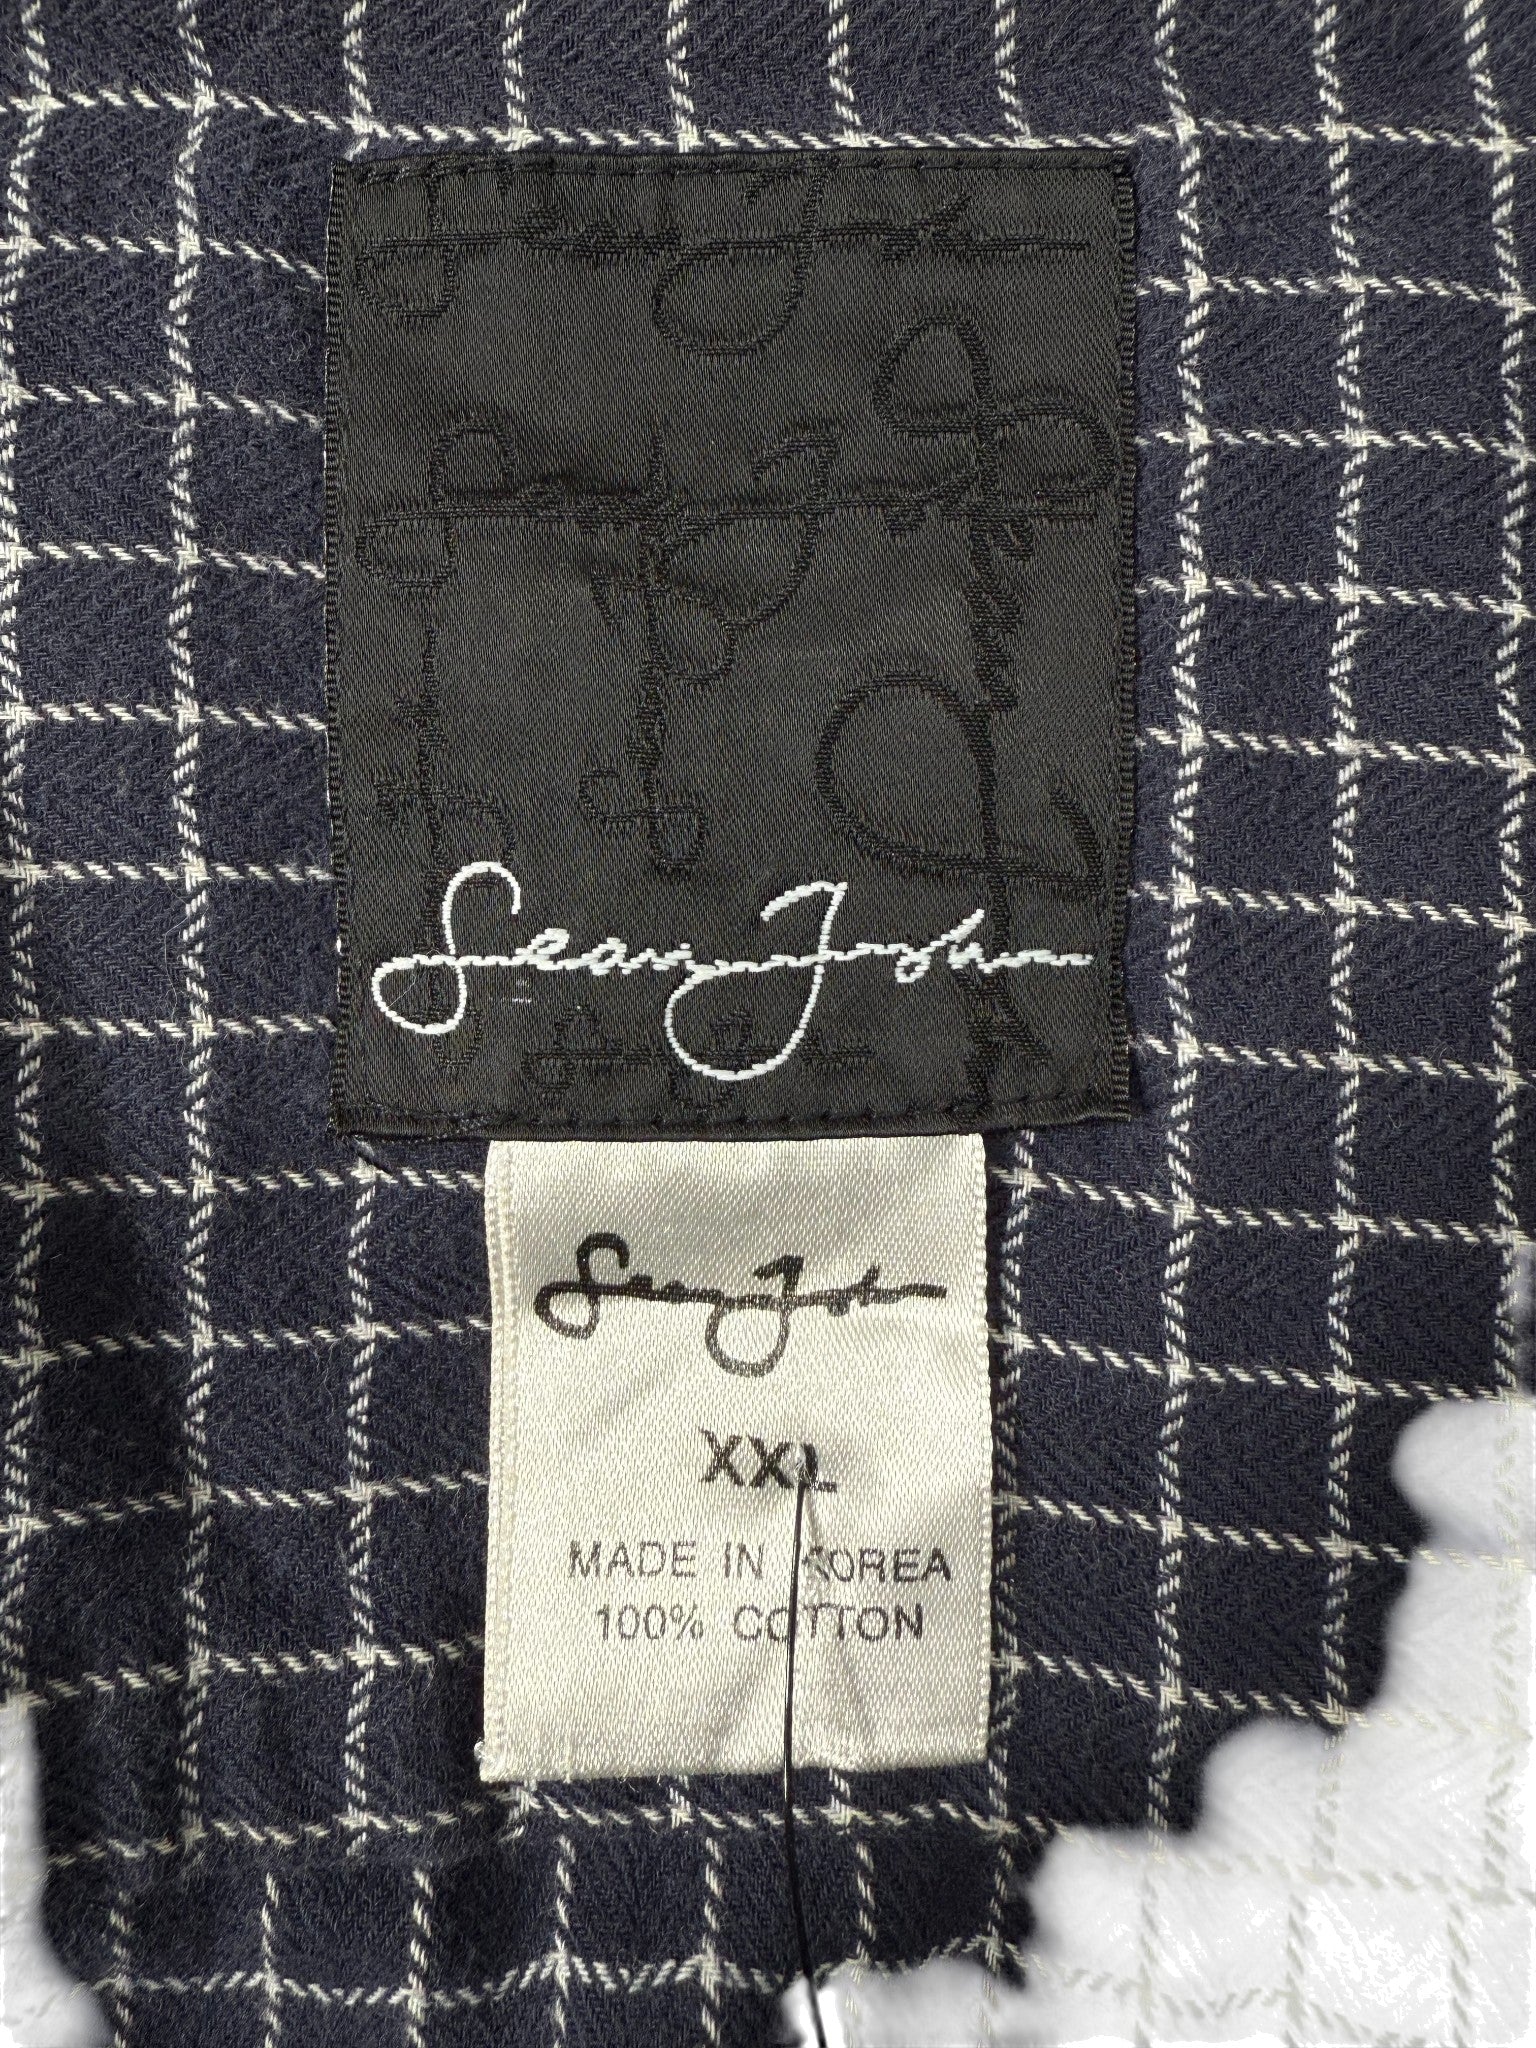 Sean John
Sean John
XXL
MADE IN KOREA
100% COTTON